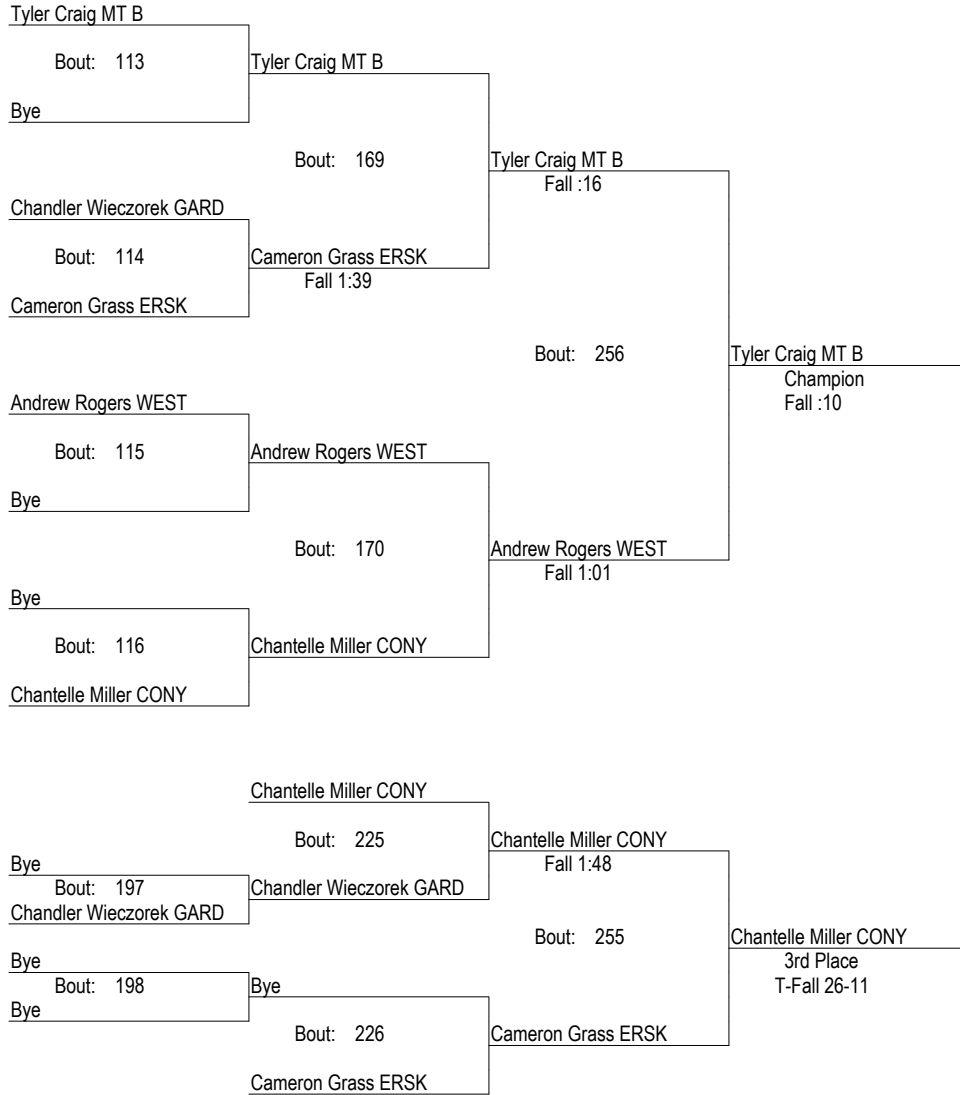 Tyler Craig MT B
Bout: 113
Tyler Craig MT B
Bye
Bout: 169
Tyler Craig MT B
Fall :16
Chandler Wieczorek GARD
Bout: 114
Cameron Grass ERSK
Fall 1:39
Cameron Grass ERSK
Bout: 256
Tyler Craig MT B
Champion
Fall :10
Andrew Rogers WEST
Bout: 115
Andrew Rogers WEST
Bye
Bout: 170
Andrew Rogers WEST
Fall 1:01
Bye
Bout: 116
Chantelle Miller CONY
Chantelle Miller CONY
Chantelle Miller CONY
Bout: 225
Chantelle Miller CONY
Fall 1:48
Bye
Bout: 197
Chandler Wieczorek GARD
Chandler Wieczorek GARD
Bout: 255
Chantelle Miller CONY
3rd Place
T-Fall 26-11
Bye
Bout: 198
Bye
Bye
Bout: 226
Cameron Grass ERSK
Cameron Grass ERSK